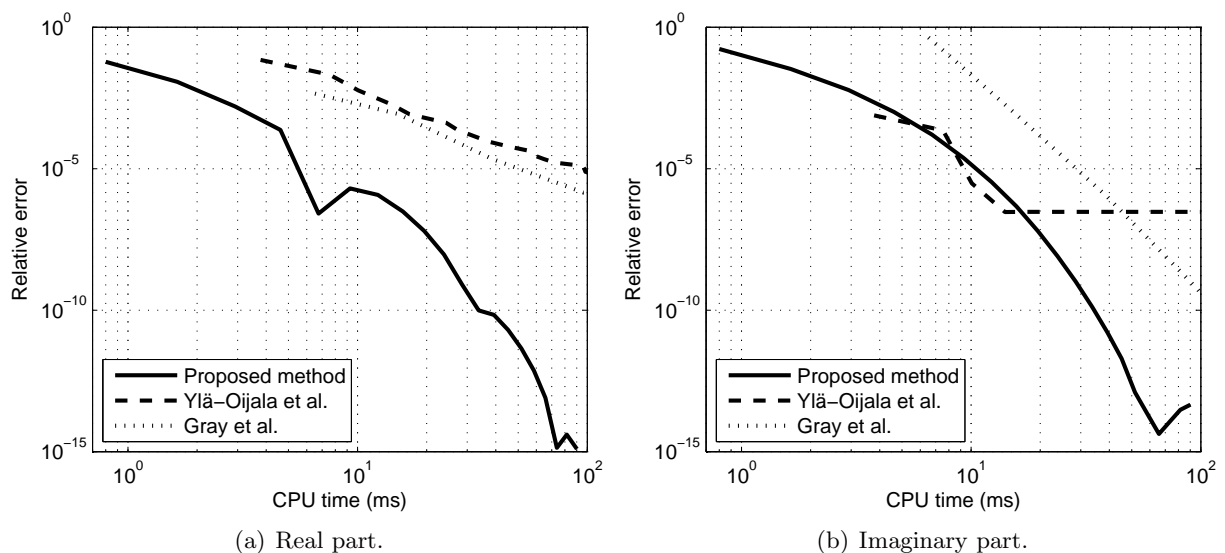 10^0
10^-5
10^-10
10^-15
Relative error
Proposed method
Ylä−Oijala et al.
Gray et al.
10^0
10^1
10^2
CPU time (ms)
(a) Real part.
10^0
10^-5
10^-10
10^-15
Relative error
Proposed method
Ylä−Oijala et al.
Gray et al.
10^0
10^1
10^2
CPU time (ms)
(b) Imaginary part.